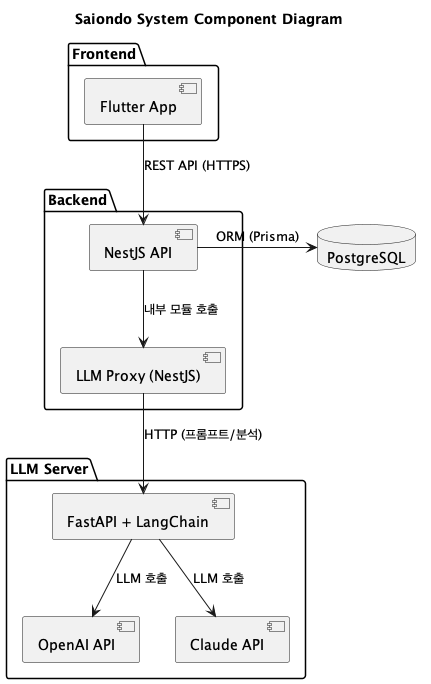 Saiondo System Component Diagram
Frontend
Flutter App
REST API (HTTPS)
Backend
NestJS API
ORM (Prisma)
PostgreSQL
내부 모듈 호출
LLM Proxy (NestJS)
HTTP (프롬프트/분석)
LLM Server
FastAPI + LangChain
LLM 호출
LLM 호출
OpenAI API
Claude API